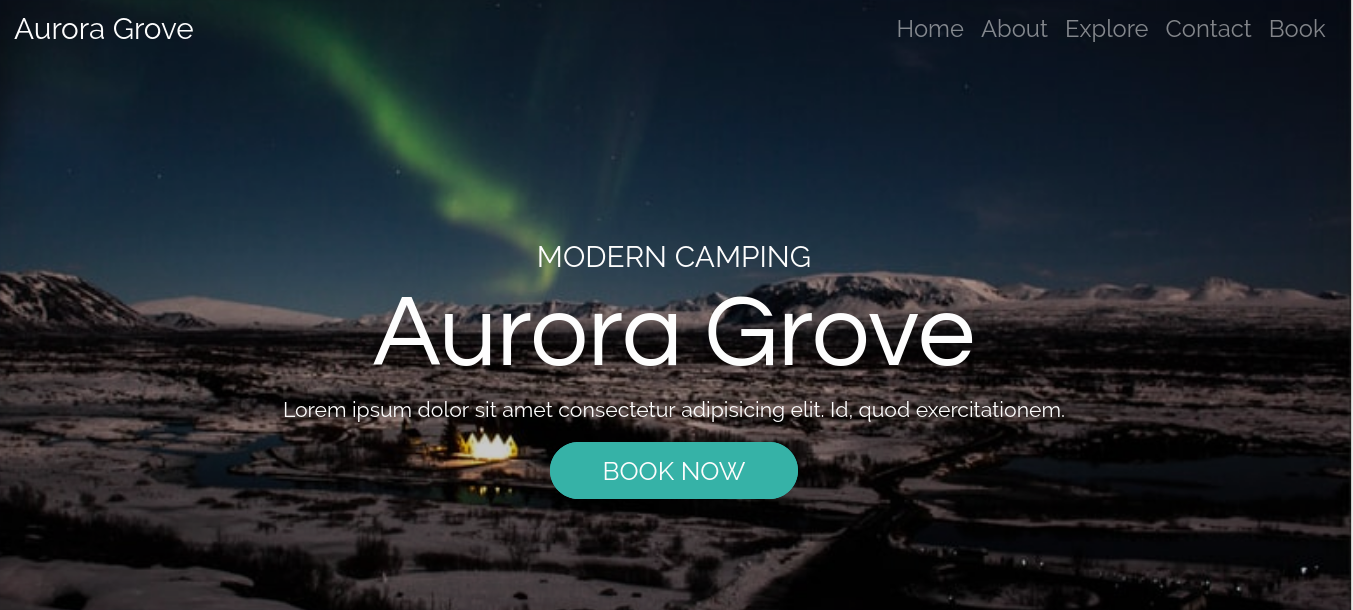 Aurora Grove
Home About Explore Contact Book
MODERN CAMPING
Aurora Grove
Lorem ipsum dolor sit amet consectetur adipisicing elit. Id, quod exercitationem.
BOOK NOW